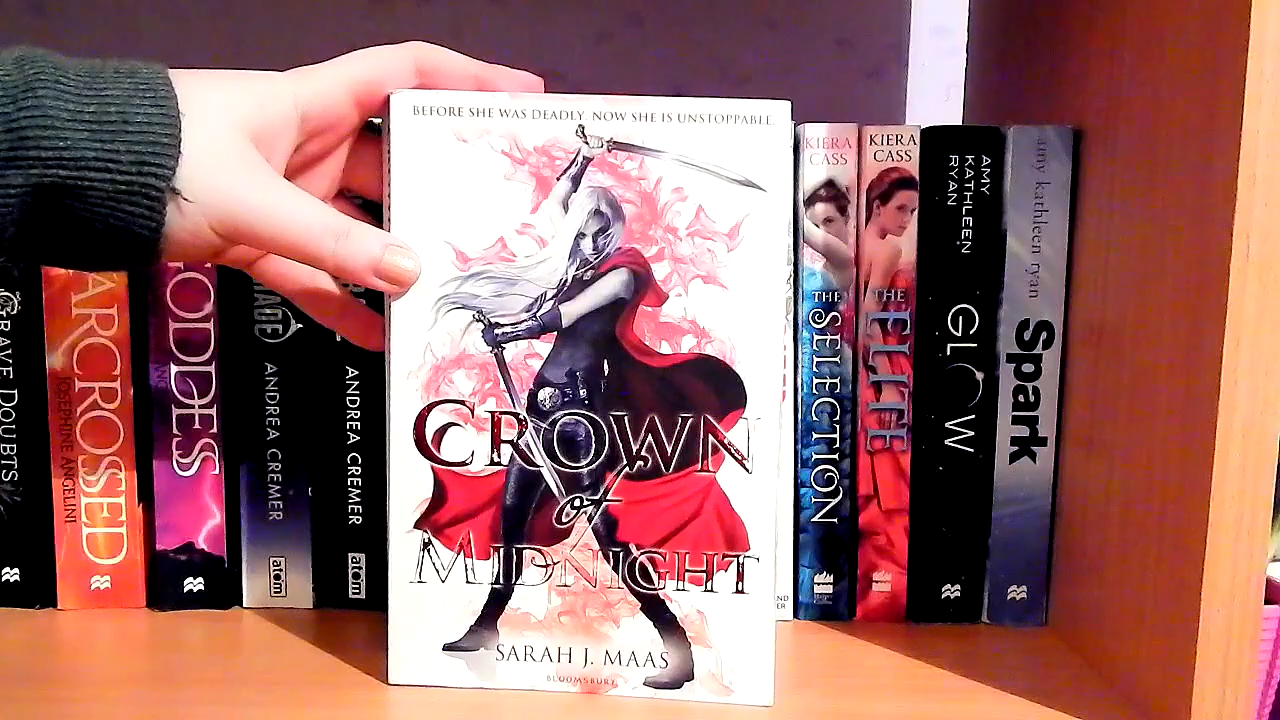 BEFORE SHE WAS DEADLY. NOW SHE IS UNSTOPPABLE.
CROWN
of
MIDNIGHT
SARAH J. MAAS
BLOOMSBURY
GRAVE DOUBTS
ARCROSSED
JOSEPHINE ANGELINI
ODDESS
ANDREA CREMER
atom
ANDREA CREMER
atom
KIERA
CASS
THE
SELECTION
KIERA
CASS
THE
ELITE
AMY
KATHLEEN
RYAN
GLOW
amy kathleen ryan
Spark